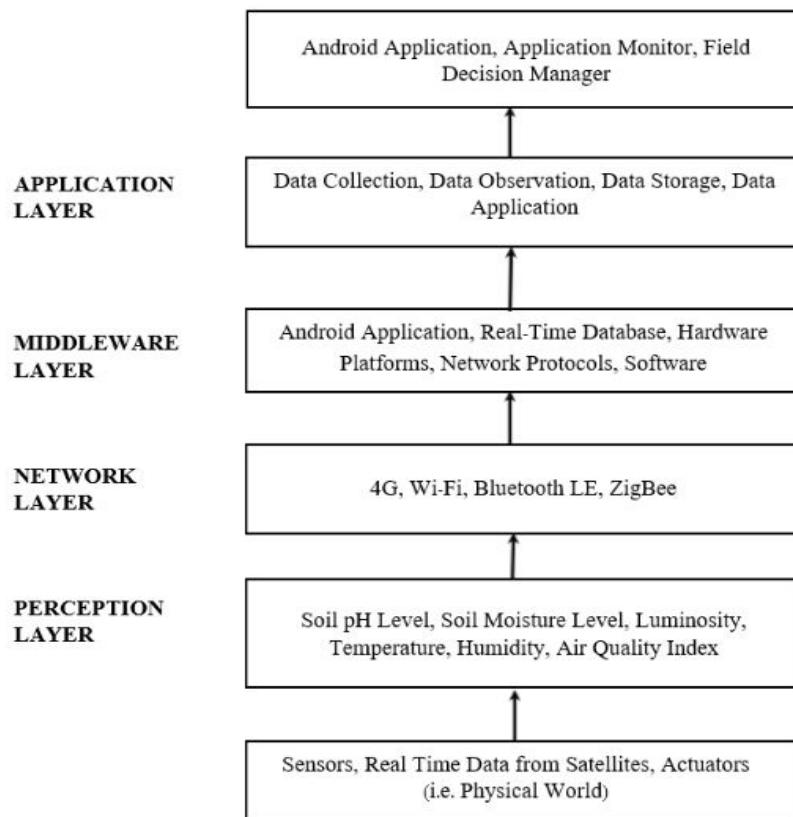 Android Application, Application Monitor, Field
Decision Manager
APPLICATION
LAYER
Data Collection, Data Observation, Data Storage, Data
Application
MIDDLEWARE
LAYER
Android Application, Real-Time Database, Hardware
Platforms, Network Protocols, Software
NETWORK
LAYER
4G, Wi-Fi, Bluetooth LE, ZigBee
PERCEPTION
LAYER
Soil pH Level, Soil Moisture Level, Luminosity,
Temperature, Humidity, Air Quality Index
Sensors, Real Time Data from Satellites, Actuators
(i.e. Physical World)